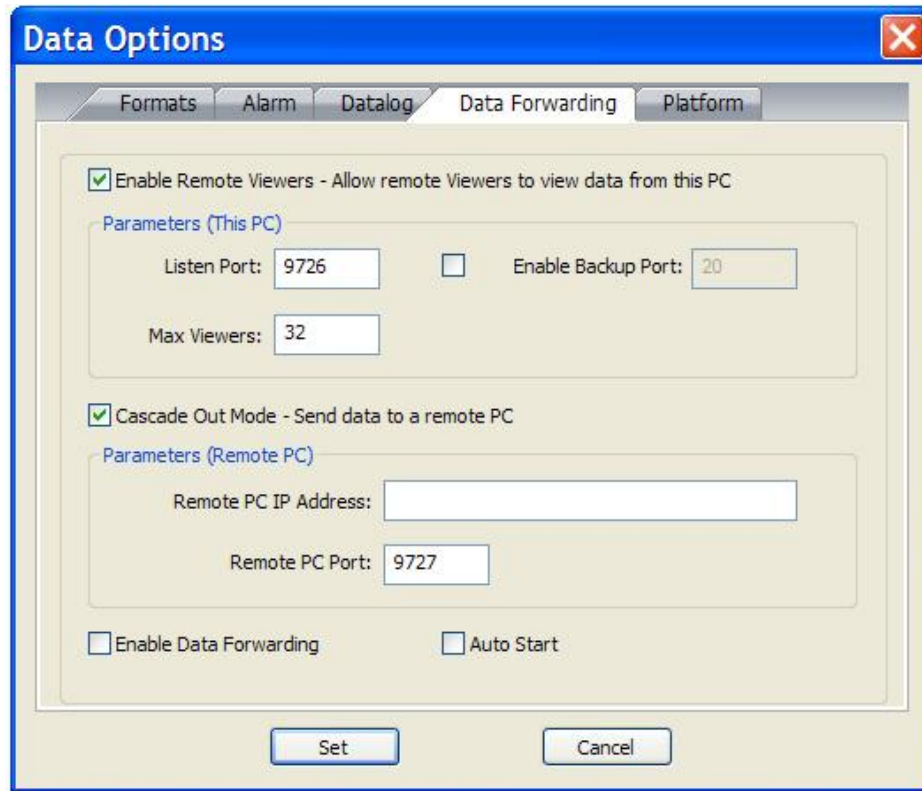 Data Options
Formats Alarm Datalog Data Forwarding Platform
Enable Remote Viewers - Allow remote Viewers to view data from this PC
Parameters (This PC)
Listen Port: 9726 Enable Backup Port: 20
Max Viewers: 32
Cascade Out Mode - Send data to a remote PC
Parameters (Remote PC)
Remote PC IP Address:
Remote PC Port: 9727
Enable Data Forwarding Auto Start
Set Cancel